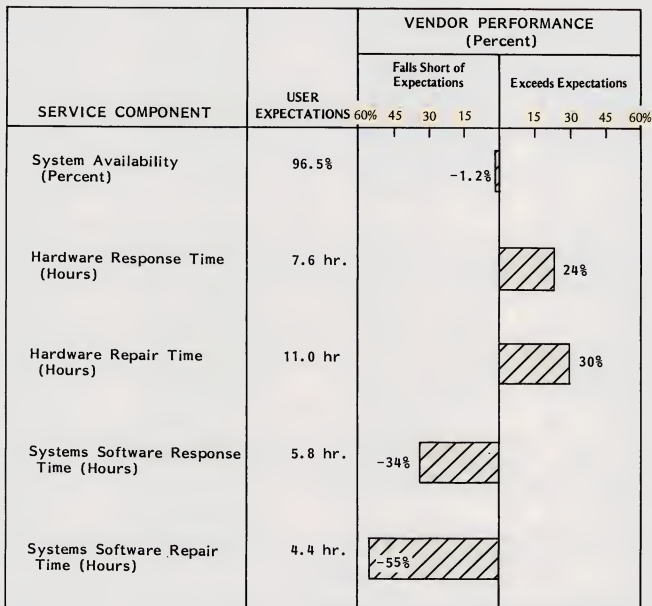 VENDOR PERFORMANCE
(Percent)
Falls Short of
Expectations
Exceeds Expectations
SERVICE COMPONENT
USER
EXPECTATIONS
60% 45 30 15 15 30 45 60%
System Availability
(Percent)
96.5%
-1.2%
Hardware Response Time
(Hours)
7.6 hr.
24%
Hardware Repair Time
(Hours)
11.0 hr
30%
Systems Software Response
Time (Hours)
5.8 hr.
-34%
Systems Software Repair
Time (Hours)
4.4 hr.
-55%